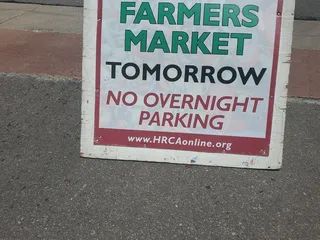 FARMERS
MARKET
TOMORROW
NO OVERNIGHT
PARKING
www.HRCAonline.org